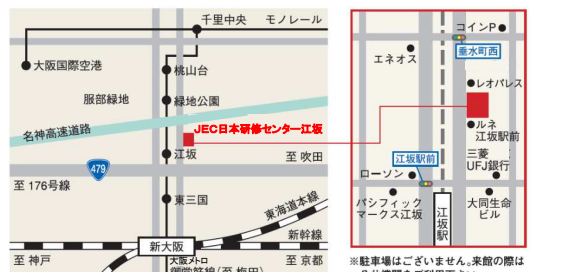 千里中央
モノレール
大阪国際空港
桃山台
服部緑地
緑地公園
名神高速道路
JEC日本研修センター江坂
江坂
至 吹田
479
至 176号線
東三国
東海道本線
新幹線
新大阪
至 神戸
大阪メトロ
御堂筋線(至 梅田)
至 京都
コインP
垂水町西
エネオス
レオパレス
ルネ
江坂駅前
三菱
UFJ銀行
江坂駅前
ローソン
パシフィック
マークス江坂
江坂駅
大同生命
ビル
※駐車場はございません。来館の際は